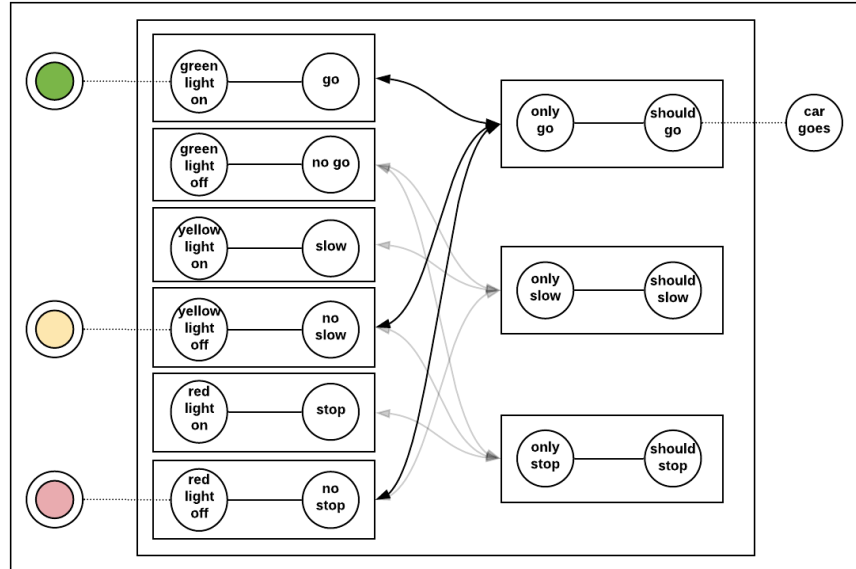 green
light
on
go
green
light
off
no go
yellow
light
on
slow
yellow
light
off
no
slow
red
light
on
stop
red
light
off
no
stop
only
go
should
go
only
slow
should
slow
only
stop
should
stop
car
goes